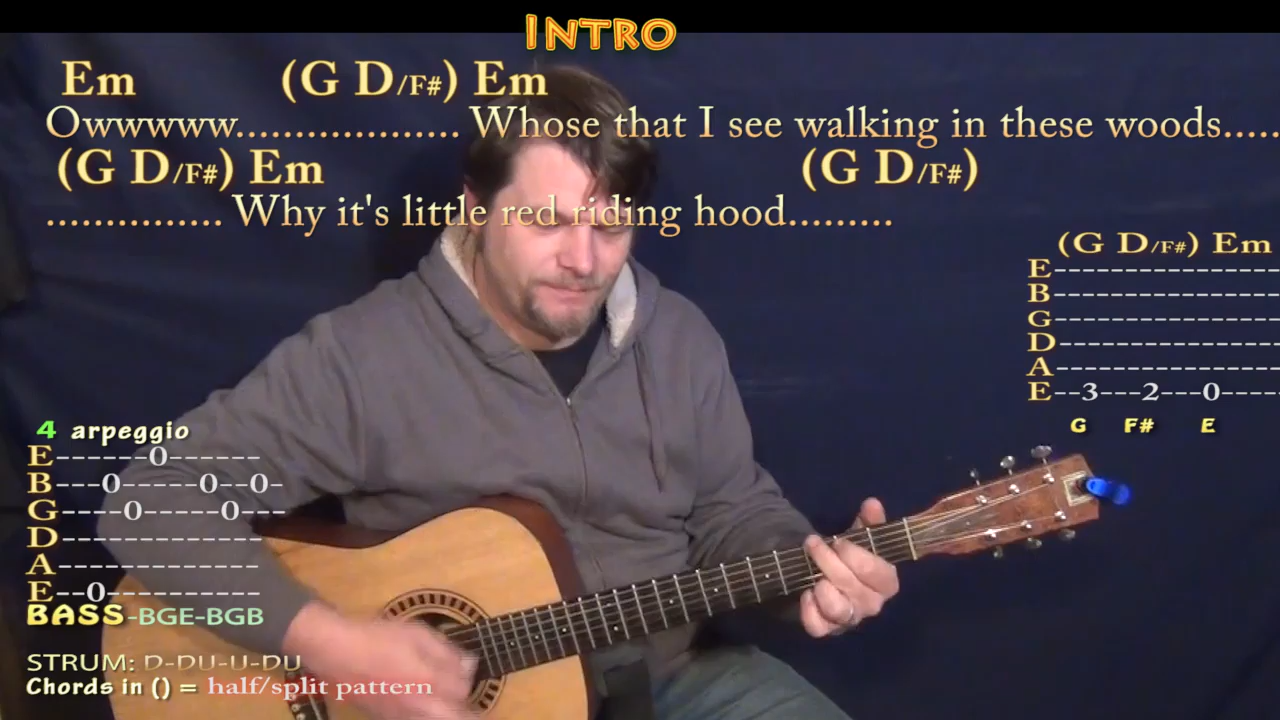 INTRO
Em (G D/F#) Em
Owwwww................... Whose that I see walking in these woods.....
(G D/F#) Em (G D/F#)
............... Why it's little red riding hood.........
(G D/F#) Em
E-------------------
B-------------------
G-------------------
D-------------------
A-------------------
E--3---2---0-----
G F# E
4 arpeggio
E------0------
B---0-----0--0-
G----0-----0---
D-------------
A-------------
E--0----------
BASS-BGE-BGB
STRUM: D-DU-U-DU
Chords in () = half/split pattern